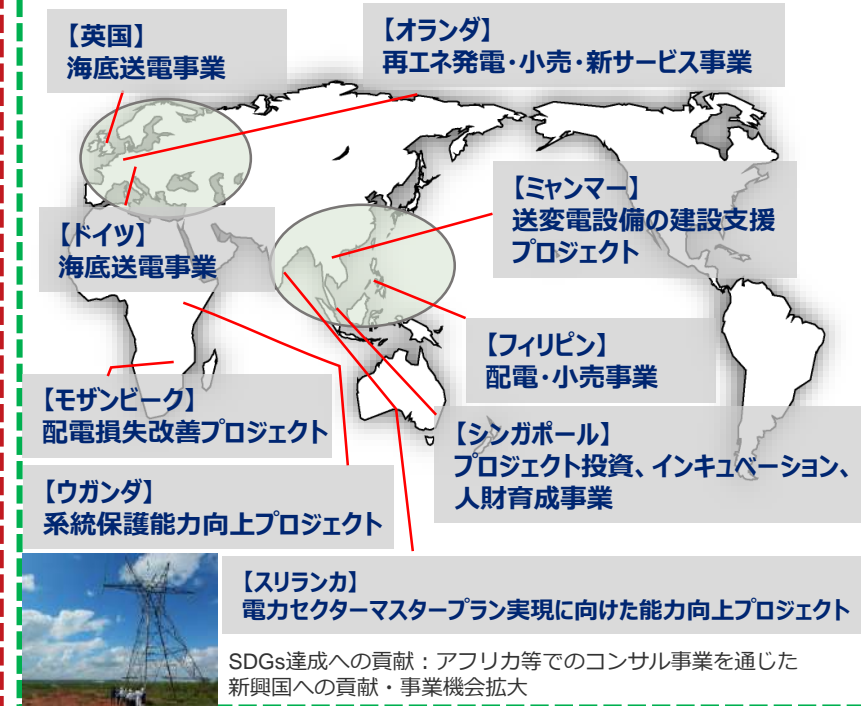 【英国】
海底送電事業
【オランダ】
再エネ発電・小売・新サービス事業
【ミャンマー】
送変電設備の建設支援
プロジェクト
【ドイツ】
海底送電事業
【フィリピン】
配電・小売事業
【モザンビーク】
配電損失改善プロジェクト
【シンガポール】
プロジェクト投資、インキュベーション、
人財育成事業
【ウガンダ】
系統保護能力向上プロジェクト
【スリランカ】
電力セクターマスタープラン実現に向けた能力向上プロジェクト
SDGs達成への貢献：アフリカ等でのコンサル事業を通じた
新興国への貢献・事業機会拡大